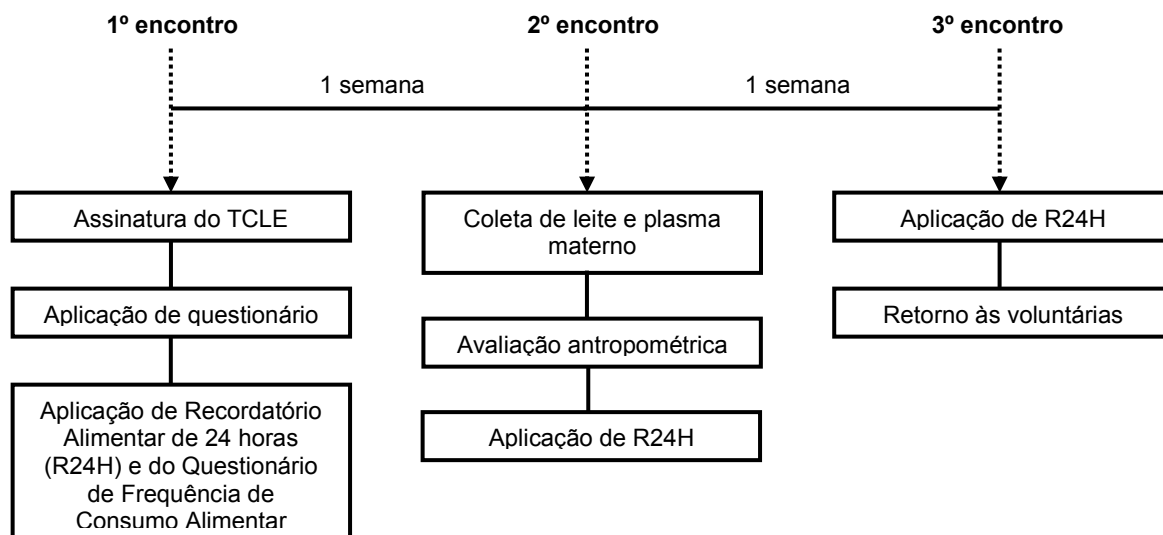 1º encontro
2º encontro
3º encontro
1 semana
1 semana
Assinatura do TCLE
Aplicação de questionário
Aplicação de Recordatório
Alimentar de 24 horas
(R24H) e do Questionário
de Frequência de
Consumo Alimentar
Coleta de leite e plasma
materno
Avaliação antropométrica
Aplicação de R24H
Aplicação de R24H
Retorno às voluntárias